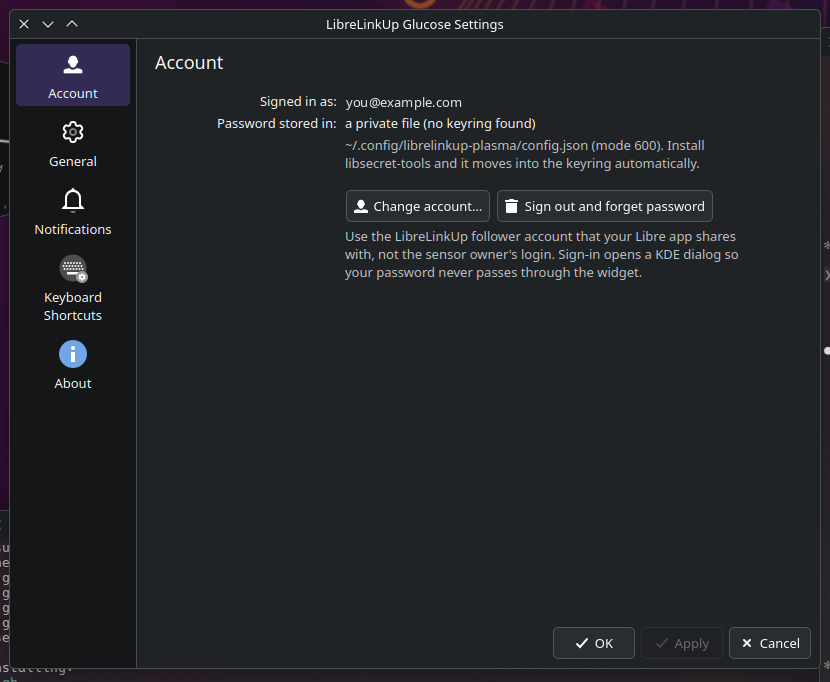 LibreLinkUp Glucose Settings
Account
General
Notifications
Keyboard
Shortcuts
About
Account
Signed in as: you@example.com
Password stored in: a private file (no keyring found)
~/.config/librelinkup-plasma/config.json (mode 600). Install
libsecret-tools and it moves into the keyring automatically.
Change account...
Sign out and forget password
Use the LibreLinkUp follower account that your Libre app shares
with, not the sensor owner's login. Sign-in opens a KDE dialog so
your password never passes through the widget.
OK
Apply
Cancel